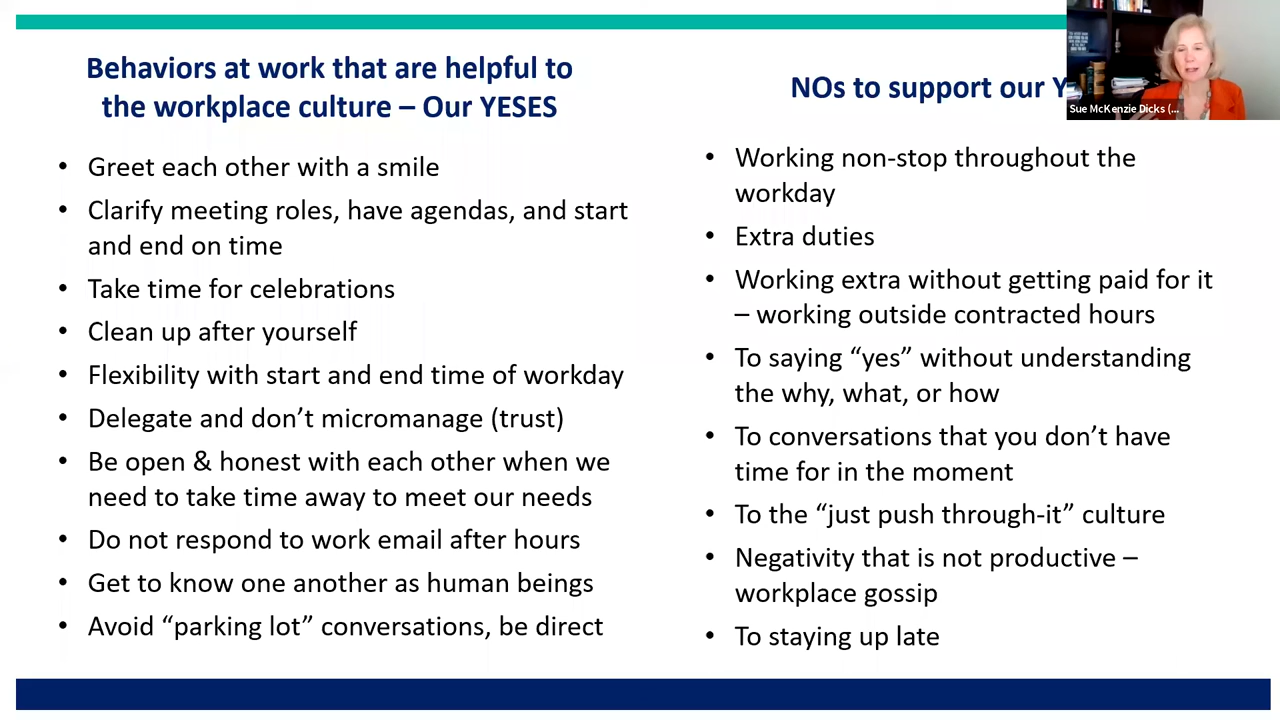 Behaviors at work that are helpful to
the workplace culture – Our YESES
• Greet each other with a smile
• Clarify meeting roles, have agendas, and start
and end on time
• Take time for celebrations
• Clean up after yourself
• Flexibility with start and end time of workday
• Delegate and don’t micromanage (trust)
• Be open & honest with each other when we
need to take time away to meet our needs
• Do not respond to work email after hours
• Get to know one another as human beings
• Avoid “parking lot” conversations, be direct
NOs to support our Y
• Working non-stop throughout the
workday
• Extra duties
• Working extra without getting paid for it
– working outside contracted hours
• To saying “yes” without understanding
the why, what, or how
• To conversations that you don’t have
time for in the moment
• To the “just push through-it” culture
• Negativity that is not productive –
workplace gossip
• To staying up late
Sue McKenzie Dicks (...